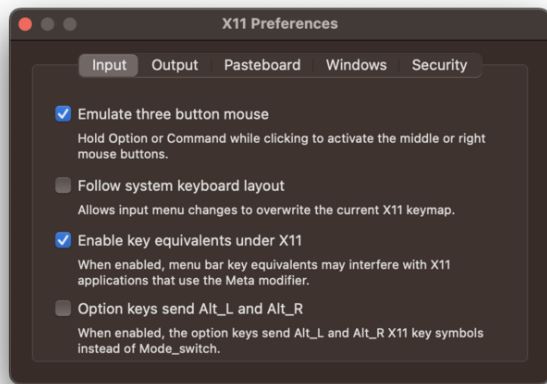 X11 Preferences
Input Output Pasteboard Windows Security
Emulate three button mouse
Hold Option or Command while clicking to activate the middle or right
mouse buttons.
Follow system keyboard layout
Allows input menu changes to overwrite the current X11 keymap.
Enable key equivalents under X11
When enabled, menu bar key equivalents may interfere with X11
applications that use the Meta modifier.
Option keys send Alt_L and Alt_R
When enabled, the option keys send Alt_L and Alt_R X11 key symbols
instead of Mode_switch.